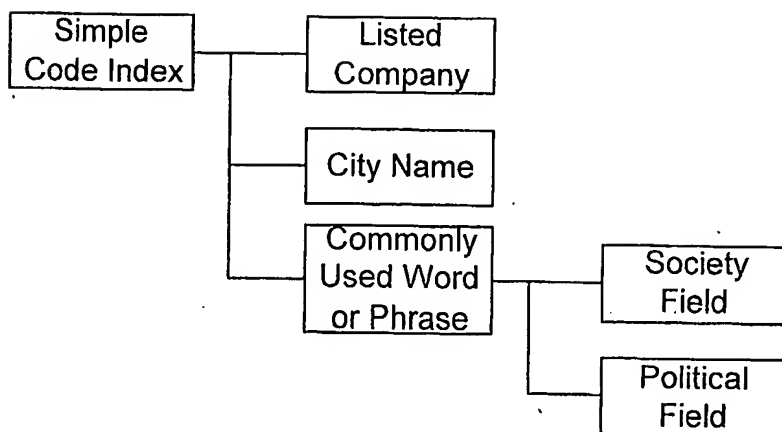 Simple
Code Index
Listed
Company
City Name
Commonly
Used Word
or Phrase
Society
Field
Political
Field